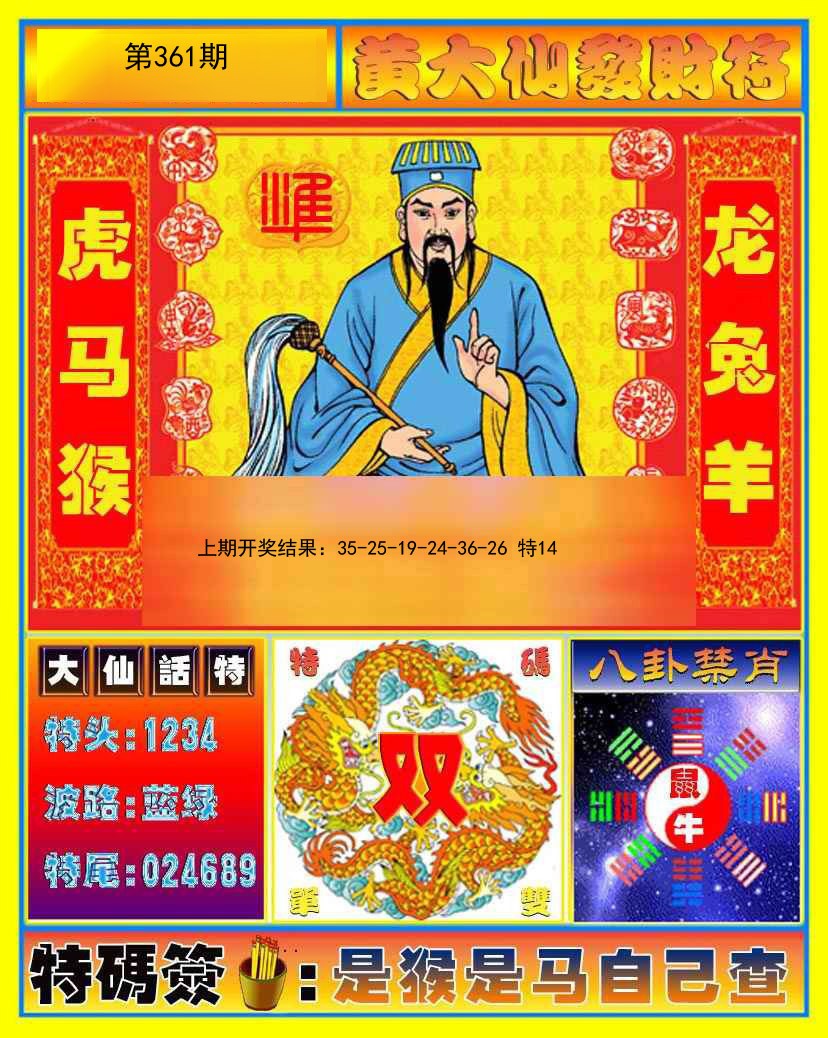 第361期
黄大仙發財符
虎马猴
龙兔羊
上期开奖结果：35-25-19-24-36-26 特14
大仙話特
特头:1234
波路:蓝绿
特尾:024689
特碼
双
單雙
八卦禁肖
鼠
牛
特碼簽:是猴是马自己查